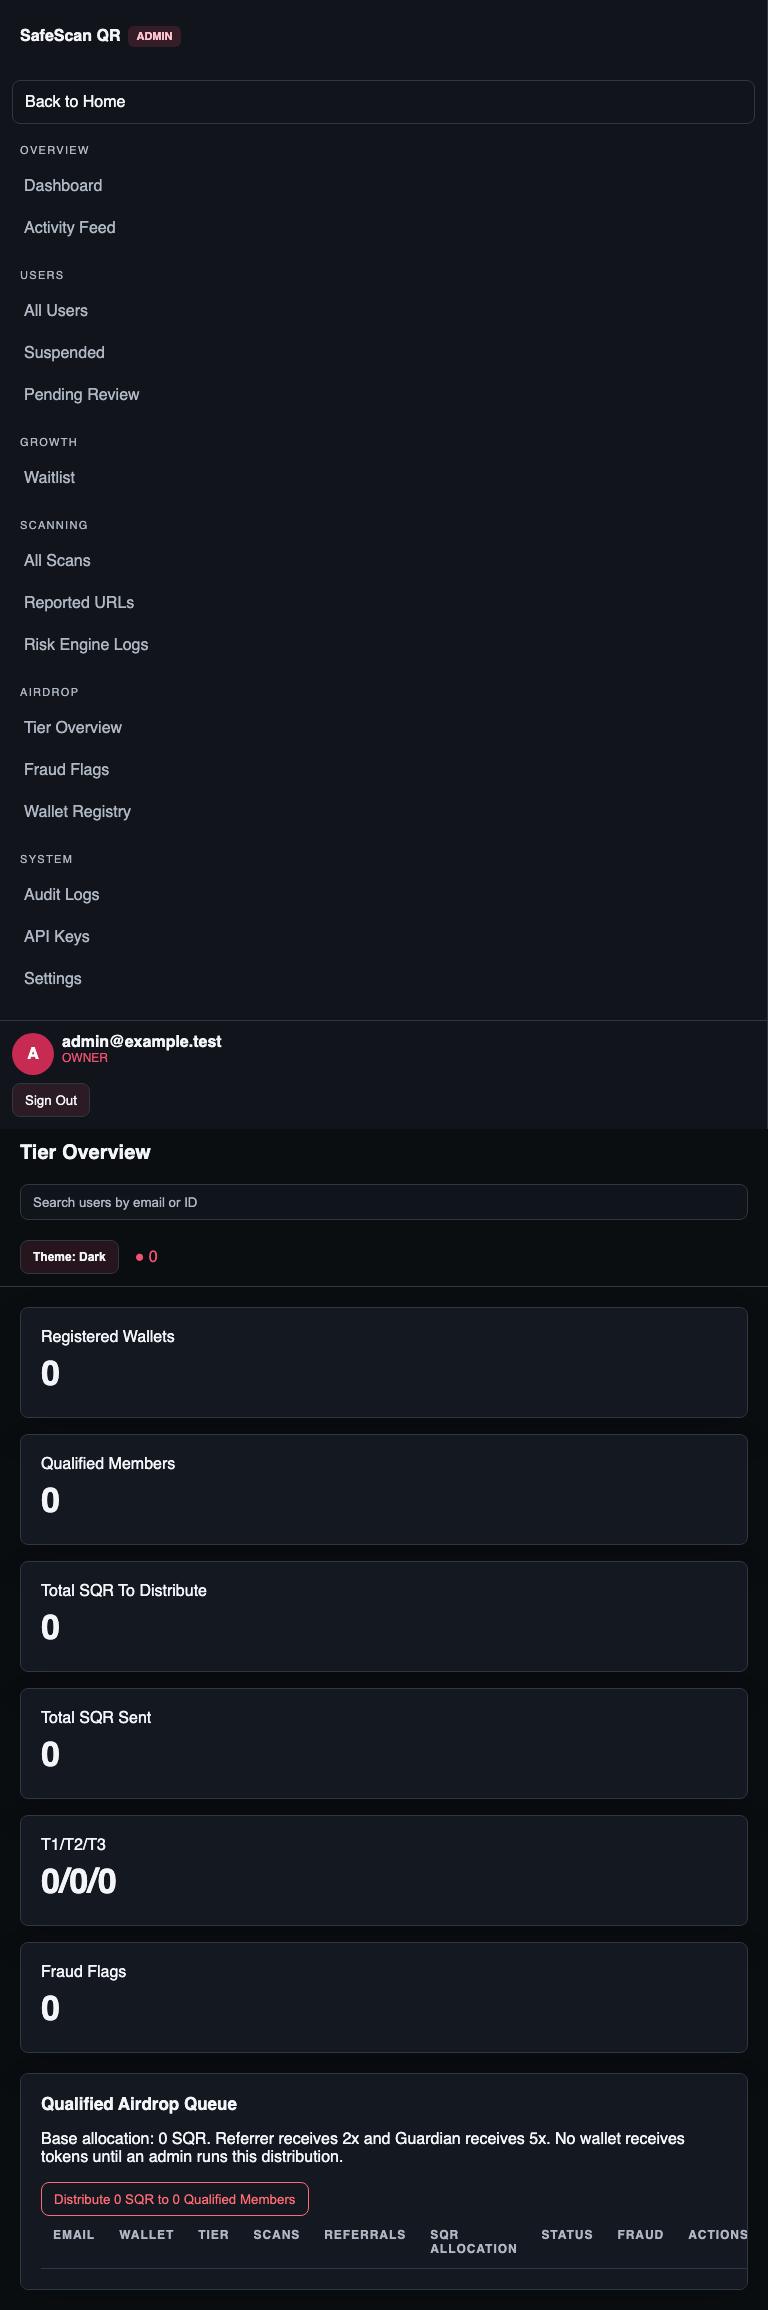 SafeScan QR ADMIN
Back to Home
OVERVIEW
Dashboard
Activity Feed
USERS
All Users
Suspended
Pending Review
GROWTH
Waitlist
SCANNING
All Scans
Reported URLs
Risk Engine Logs
AIRDROP
Tier Overview
Fraud Flags
Wallet Registry
SYSTEM
Audit Logs
API Keys
Settings
A admin@example.test
OWNER
Sign Out
Tier Overview
Search users by email or ID
Theme: Dark ● 0
Registered Wallets
0
Qualified Members
0
Total SQR To Distribute
0
Total SQR Sent
0
T1/T2/T3
0/0/0
Fraud Flags
0
Qualified Airdrop Queue
Base allocation: 0 SQR. Referrer receives 2x and Guardian receives 5x. No wallet receives
tokens until an admin runs this distribution.
Distribute 0 SQR to 0 Qualified Members
EMAIL WALLET TIER SCANS REFERRALS SQR ALLOCATION STATUS FRAUD ACTIONS